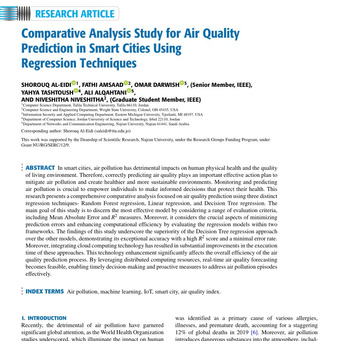 RESEARCH ARTICLE
Comparative Analysis Study for Air Quality
Prediction in Smart Cities Using
Regression Techniques
SHOROUQ AL-EIDI 1, FATHI AMSAAD 2, OMAR DARWISH 3, (Senior Member, IEEE),
YAHYA TASHTOUSH 4, ALI ALQAHTANI 5,
AND NIVESHITHA NIVESHITHA2, (Graduate Student Member, IEEE)
1Computer Science Department, Tafila Technical University, Tafila 66110, Jordan
2Computer Science and Engineering Department, Wright State University, OH 45435, USA
3Information Security and Applied Computing Department, Eastern Michigan University, Ypsilanti, MI 48197, USA
4Department of Computer Science, Jordan University of Science and Technology, Irbid 22110, Jordan
5Department of Networks and Communication Engineering, Najran University, Najran 61441, Saudi Arabia
Corresponding author: Shorouq Al-Eidi
This work was supported by the Deanship of Scientific Research, Najran University, under the Research Groups Funding Program, under
Grant NU/RG/SERC/12/9.
ABSTRACT In smart cities, air pollution has detrimental impacts on human physical health and the quality
of living environment. Therefore, correctly predicting air quality plays an important effective action plan to
mitigate air pollution and create healthier and more sustainable environments. Monitoring and predicting
air pollution is crucial to empower individuals to make informed decisions that protect their health. This
research presents a comprehensive comparative analysis focused on air quality prediction using three distinct
regression techniques- Random Forest regression, Linear regression, and Decision Tree regression. The
main goal of this study is to discern the most effective model by considering a range of evaluation criteria,
including Mean Absolute Error and R2 measures. Moreover, it considers the crucial aspects of minimizing
prediction errors and enhancing computational efficiency by evaluating the regression models within two
frameworks. The findings of this study underscore the superiority of the Decision Tree regression approach
over the other models, demonstrating its exceptional accuracy with a high R2 score and a minimal error rate.
Moreover, integrating cloud computing technology has resulted in substantial improvements in the execution
time of these approaches. This technology enhancement significantly affects the overall efficiency of the air
quality prediction process. By leveraging distributed computing resources, real-time air quality forecasting
becomes feasible, enabling timely decision-making and proactive measures to address air pollution episodes
effectively.
INDEX TERMS Air pollution, machine learning, IoT, smart city, air quality index.
I. INTRODUCTION
Recently, the detrimental of air pollution have garnered
significant global attention, as the World Health Organization
studies underscored, which illuminate the impact on human
was identified as a primary cause of various allergies,
illnesses, and premature death, accounting for a staggering
12% of global deaths in 2019 [6]. Moreover, air pollution
introduces dangerous substances into the atmosphere, includ-